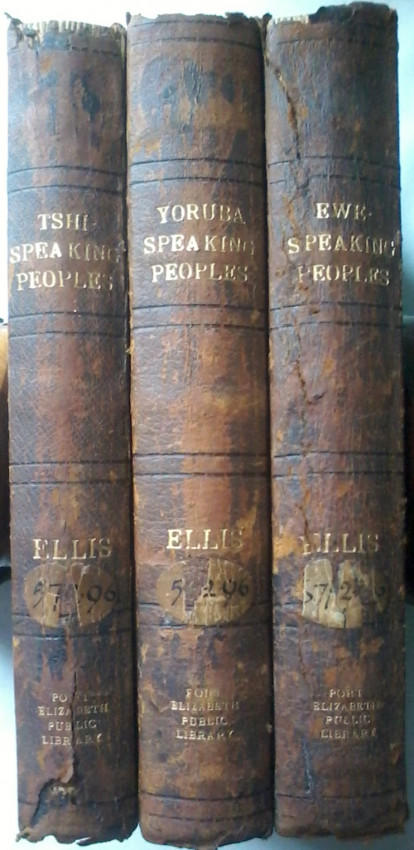 TSHI-
SPEAKING
PEOPLES
ELLIS
PORT
ELIZABETH
PUBLIC
LIBRARY
YORUBA
SPEAKING
PEOPLES
ELLIS
PORT
ELIZABETH
PUBLIC
LIBRARY
EWE-
SPEAKING
PEOPLES
ELLIS
PORT
ELIZABETH
PUBLIC
LIBRARY